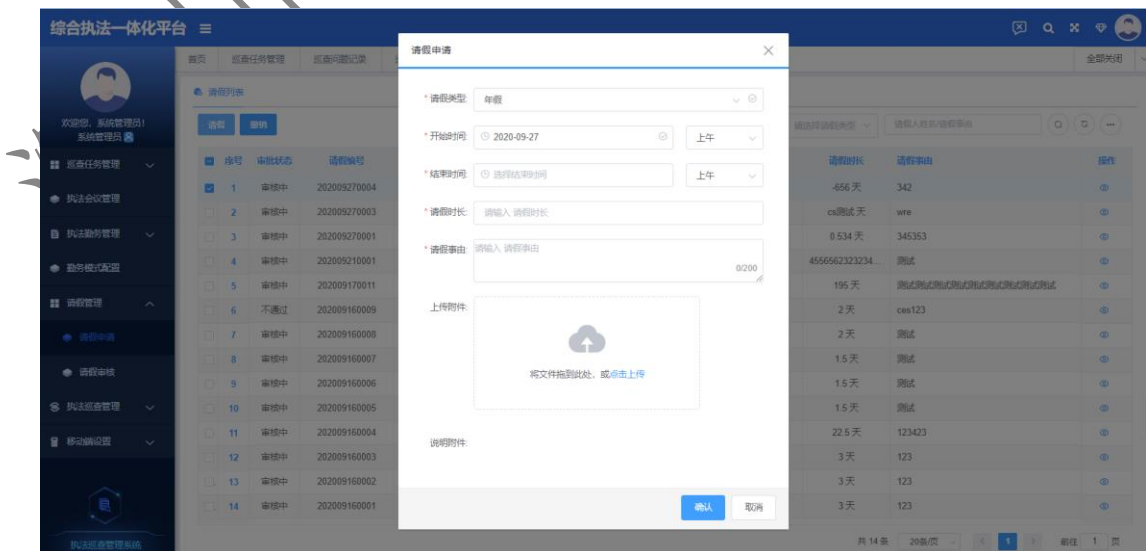 综合执法一体化平台
首页 巡查任务管理 巡查问题记录 全部关闭
欢迎您，系统管理员!
系统管理员
巡查任务管理
执法会议管理
执法勤务管理
勤务模式配置
请假管理
请假申请
请假审核
执法巡查管理
移动端设置
执法巡查管理系统
请假列表
请假 撤销 请选择请假类型 请假人姓名/请假事由
序号 审批状态 请假编号 请假时长 请假事由 操作
1 审核中 202009270004 -656 天 342
2 审核中 202009270003 cs测试 天 wre
3 审核中 202009270001 8.534 天 345353
4 审核中 202009210001 4556562323234... 测试
5 审核中 202009170011 195 天 测试测试测试测试测试测试测试测试
6 不通过 202009160009 2 天 ces123
7 审核中 202009160008 2 天 测试
8 审核中 202009160007 1.5 天 测试
9 审核中 202009160006 1.5 天 测试
10 审核中 202009160005 1.5 天 测试
11 审核中 202009160004 22.5 天 123423
12 审核中 202009160003 3 天 123
13 审核中 202009160002 3 天 123
14 审核中 202009160001 3 天 123
共 14 条 20条/页 1 前往 1 页
请假申请
* 请假类型: 年假
* 开始时间: 2020-09-27 上午
* 结束时间: 选择结束时间 上午
* 请假时长: 请输入 请假时长
* 请假事由: 请输入 请假事由
0/200
上传附件:
将文件拖到此处，或点击上传
说明附件:
确认 取消